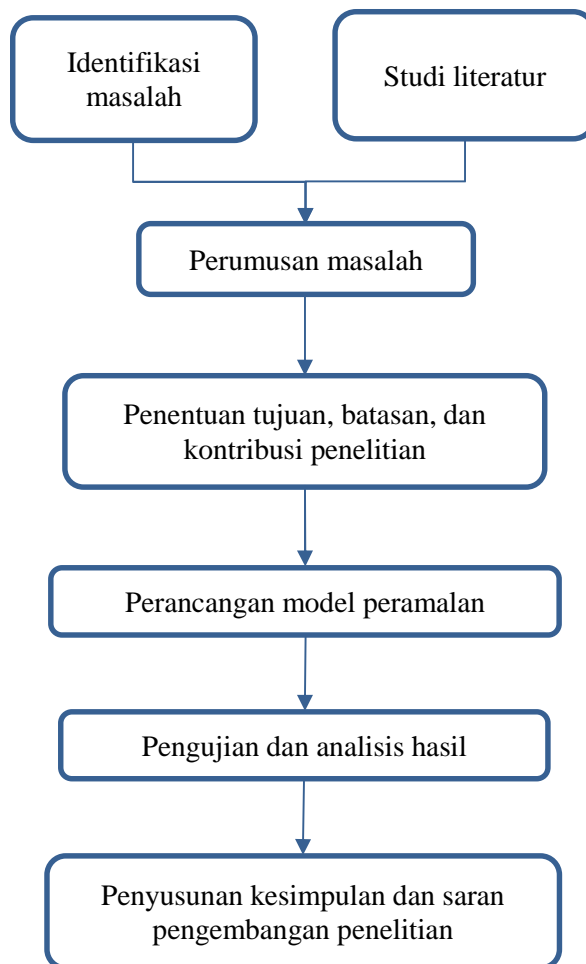 Identifikasi
masalah
Studi literatur
Perumusan masalah
Penentuan tujuan, batasan, dan
kontribusi penelitian
Perancangan model peramalan
Pengujian dan analisis hasil
Penyusunan kesimpulan dan saran
pengembangan penelitian